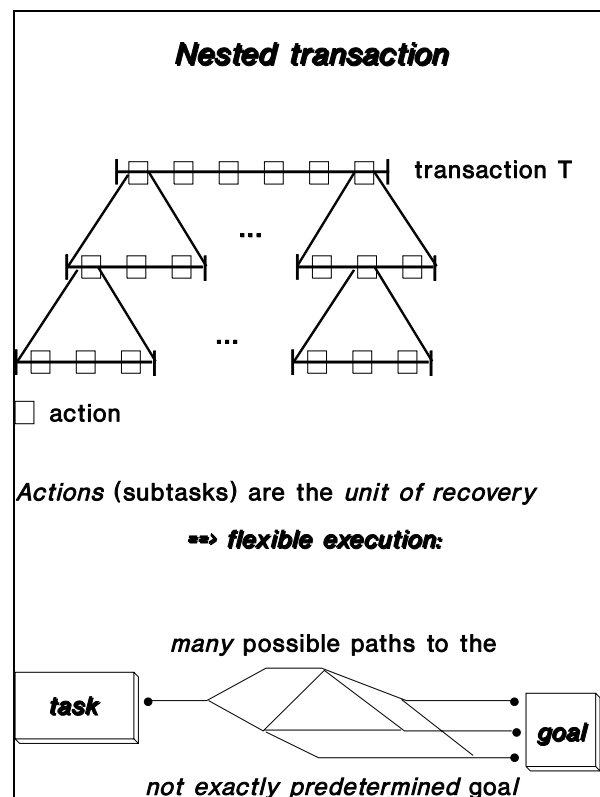 Nested transaction
transaction T
...
...
action
Actions (subtasks) are the unit of recovery
==> flexible execution:
many possible paths to the
task
goal
not exactly predetermined goal